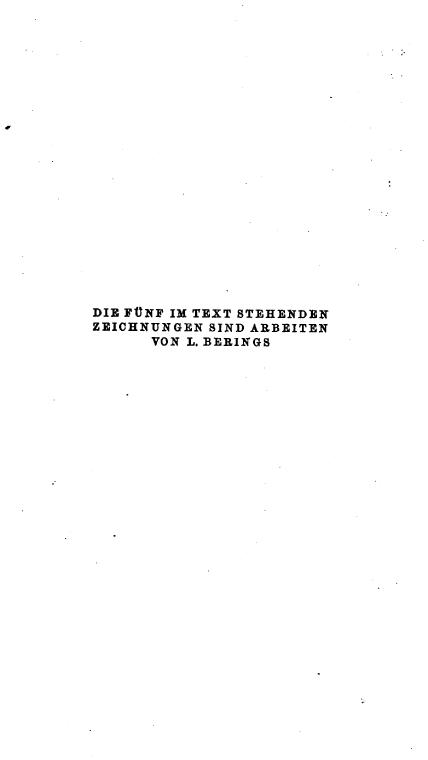 DIE FÜNF IM TEXT STEHENDEN
ZEICHNUNGEN SIND ARBEITEN
VON L. BERINGS